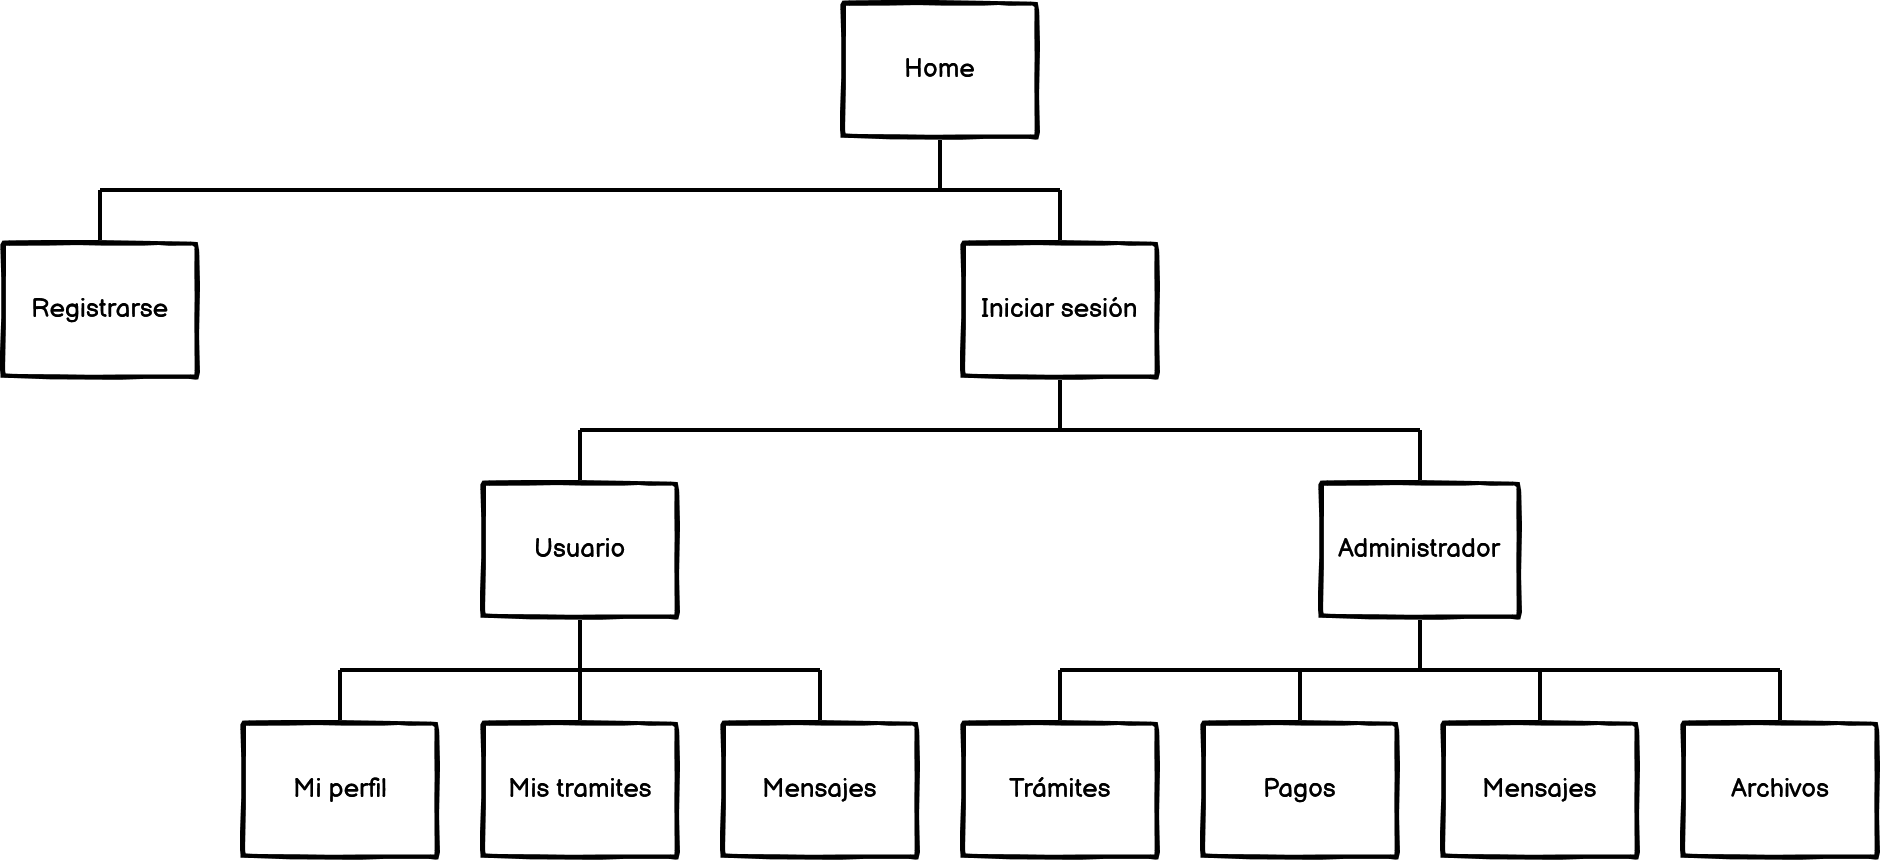 Home
Registrarse
Iniciar sesión
Usuario
Administrador
Mi perfil
Mis tramites
Mensajes
Trámites
Pagos
Mensajes
Archivos